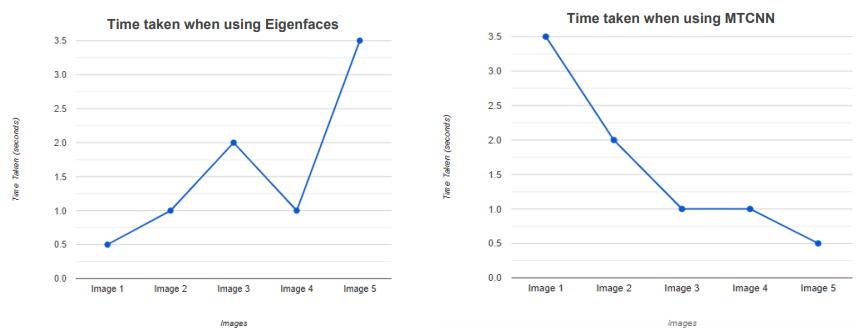 Time taken when using Eigenfaces
3.5
3.0
2.5
2.0
1.5
1.0
0.5
0.0
Time Taken (seconds)
Image 1 Image 2 Image 3 Image 4 Image 5
Images
Time taken when using MTCNN
3.5
3.0
2.5
2.0
1.5
1.0
0.5
0.0
Time Taken (seconds)
Image 1 Image 2 Image 3 Image 4 Image 5
Images